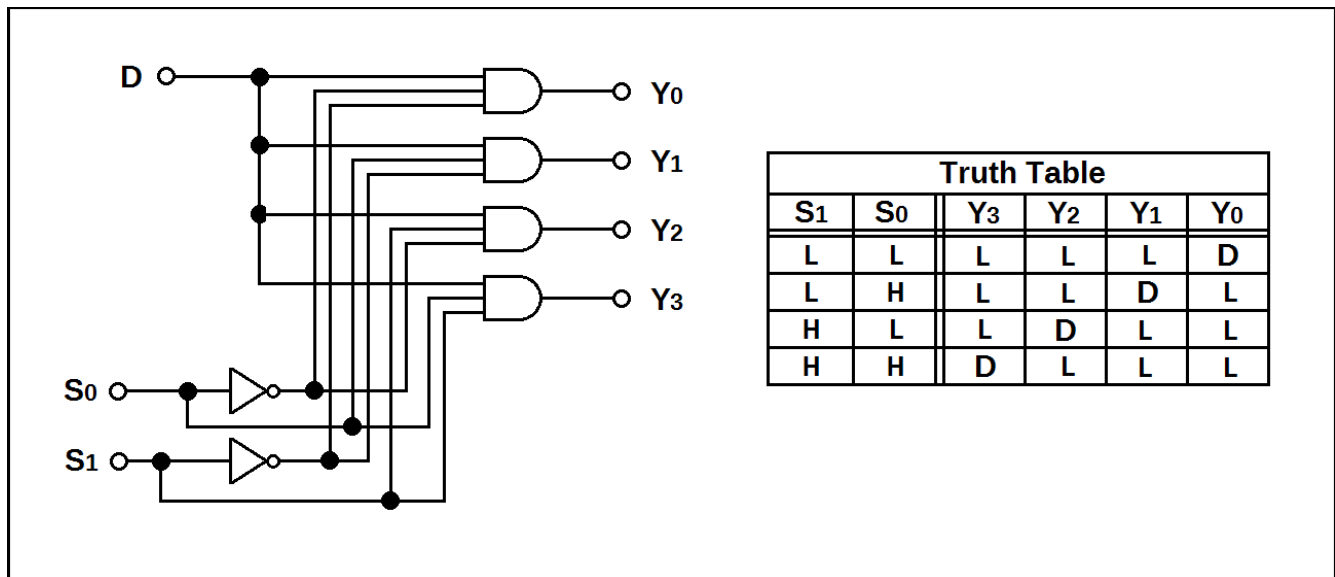 D
Y0
Y1
Y2
Y3
S0
S1
Truth Table
S1 S0 Y3 Y2 Y1 Y0
L L L L L D
L H L L D L
H L L D L L
H H D L L L